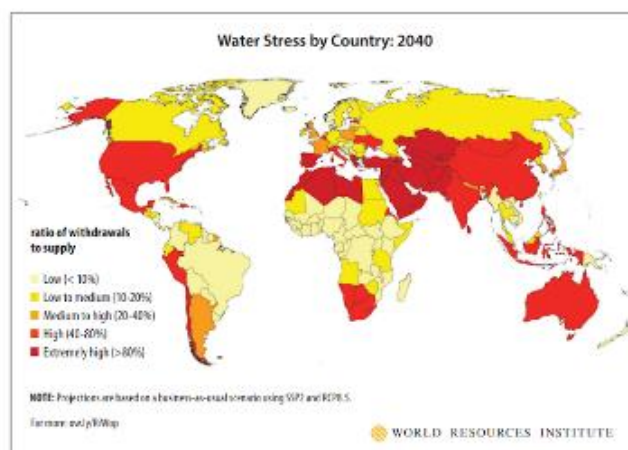 Water Stress by Country: 2040
ratio of withdrawals
to supply
Low (< 10%)
Low to medium (10-20%)
Medium to high (20-40%)
High (40-80%)
Extremely high (>80%)
NOTE: Projections are based on a business-as-usual scenario using SSP2 and RCP8.5.
For more:
WORLD RESOURCES INSTITUTE